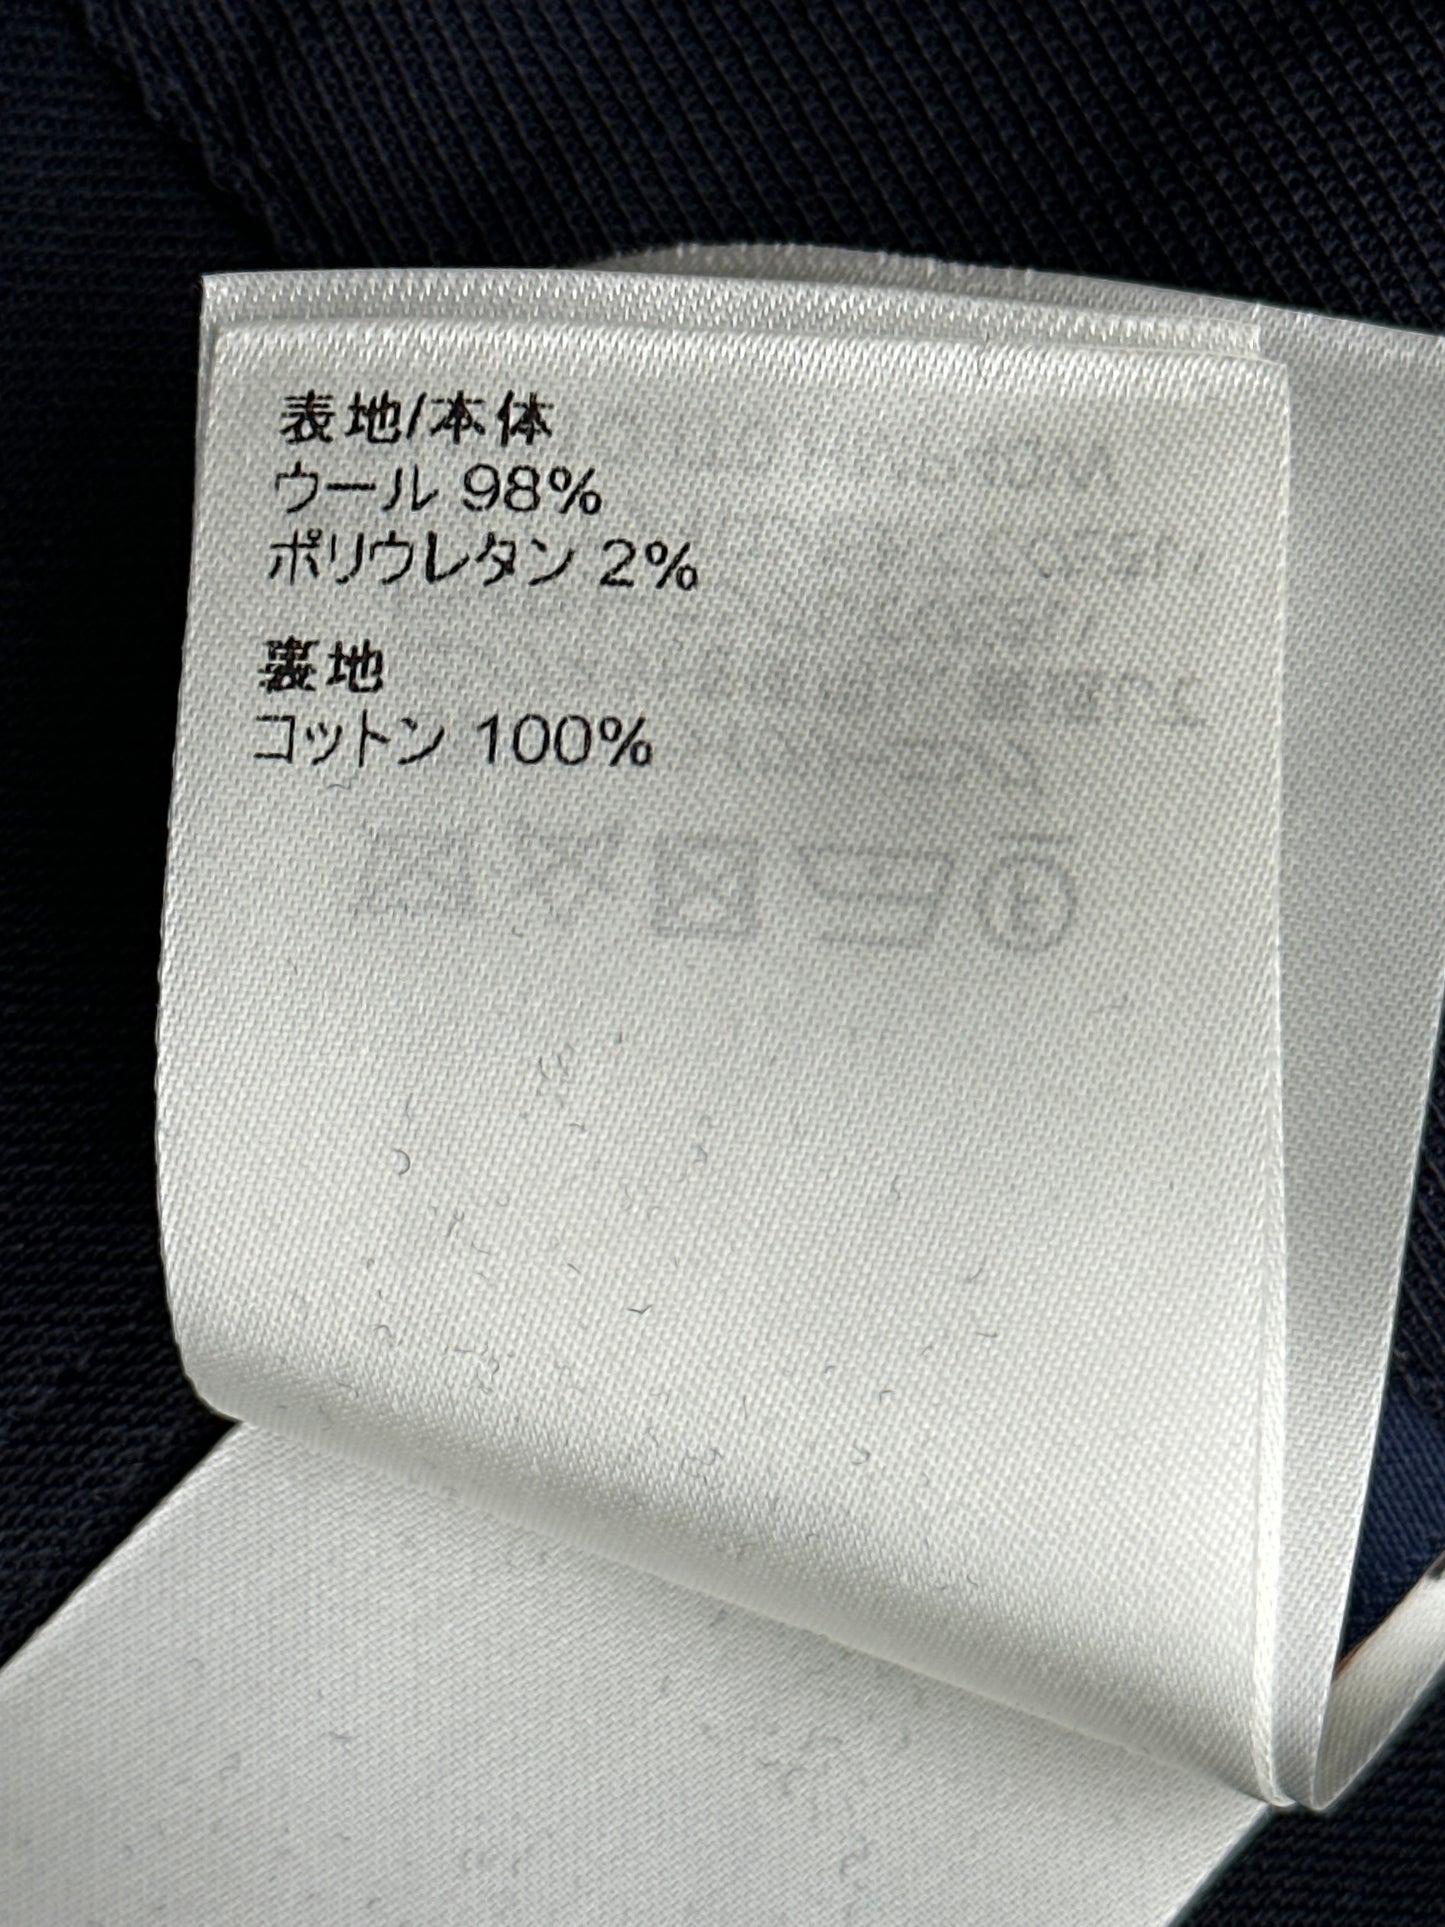 表地/本体
ウール 98%
ポリウレタン 2%
裏地
コットン 100%